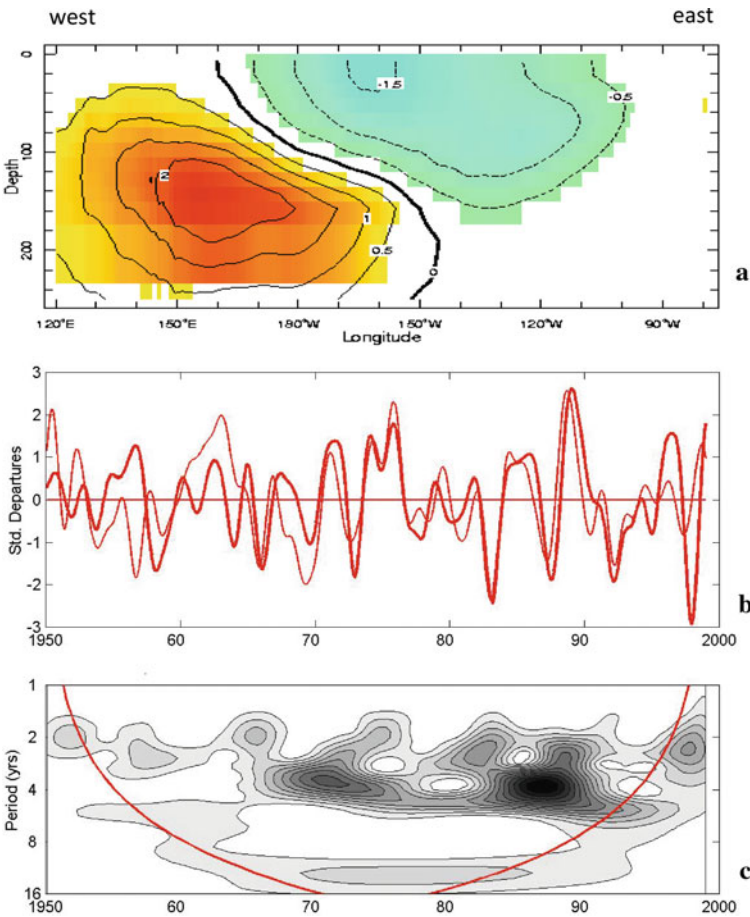 west east
0
-1.5
-0.5
100
Depth
2
1
0.5
200
0
a
120°E 150°E 180°W 150°W 120°W 90°W
Longitude
3
2
1
0
-1
-2
-3
Std. Departures
b
1950 60 70 80 90 2000
1
2
4
8
16
Period (yrs)
c
1950 60 70 80 90 2000